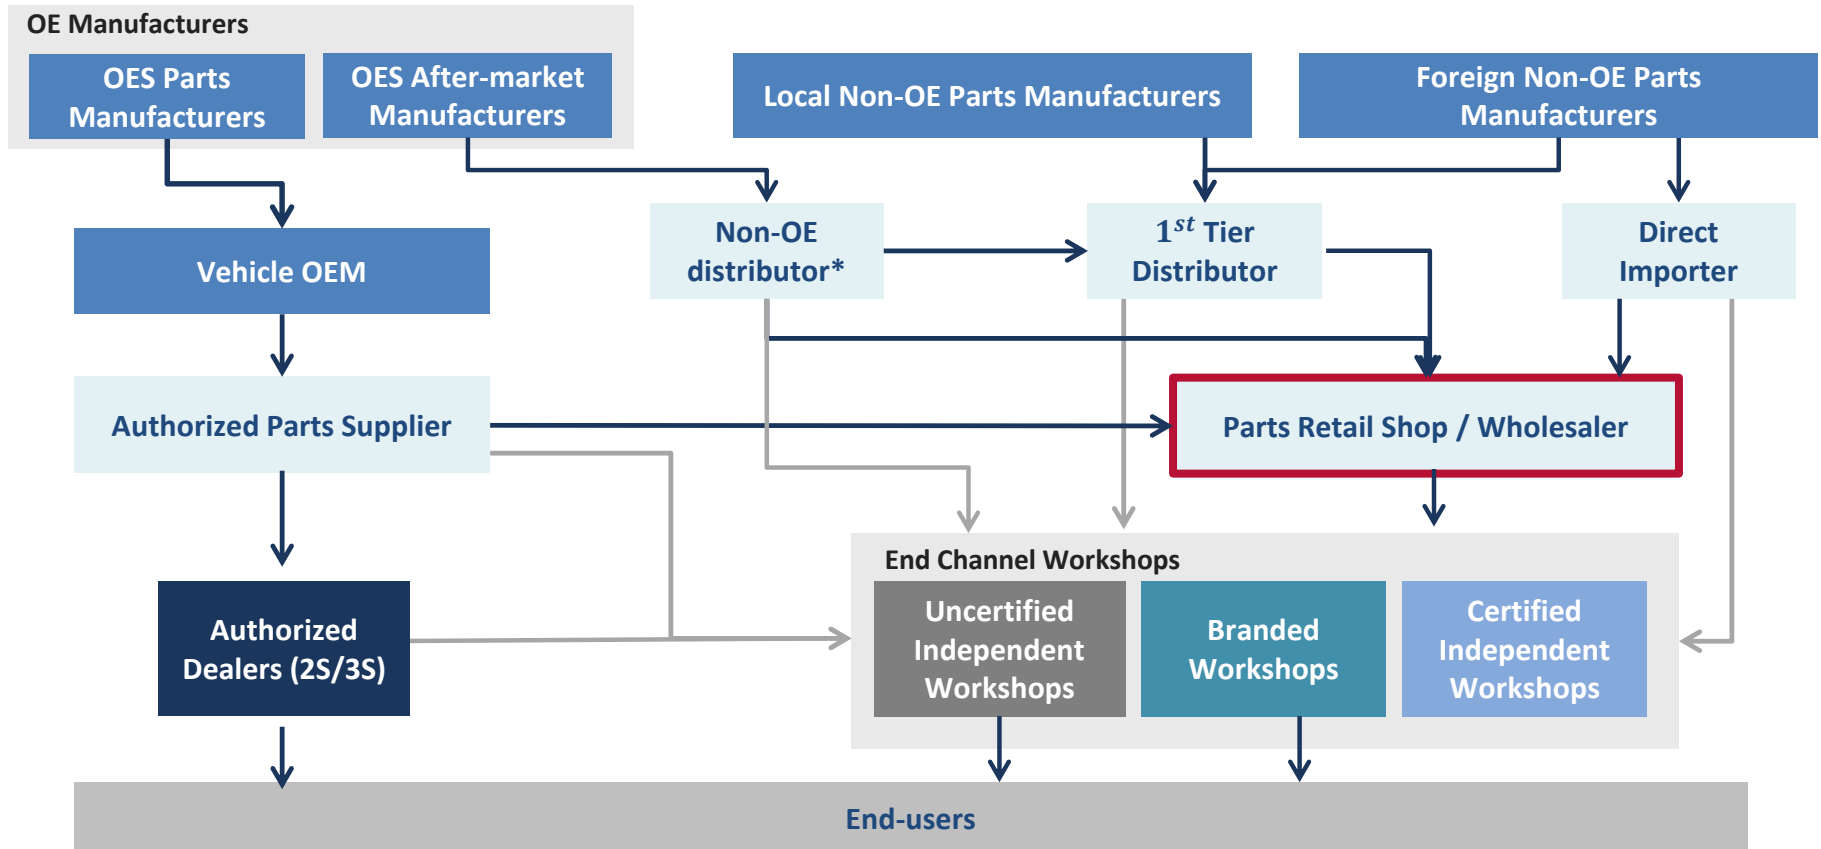 OE Manufacturers
OES Parts
Manufacturers
OES After-market
Manufacturers
Local Non-OE Parts Manufacturers
Foreign Non-OE Parts
Manufacturers
Non-OE
distributor*
1st Tier
Distributor
Direct
Importer
Vehicle OEM
Authorized Parts Supplier
Parts Retail Shop / Wholesaler
End Channel Workshops
Authorized
Dealers (2S/3S)
Uncertified
Independent
Workshops
Branded
Workshops
Certified
Independent
Workshops
End-users